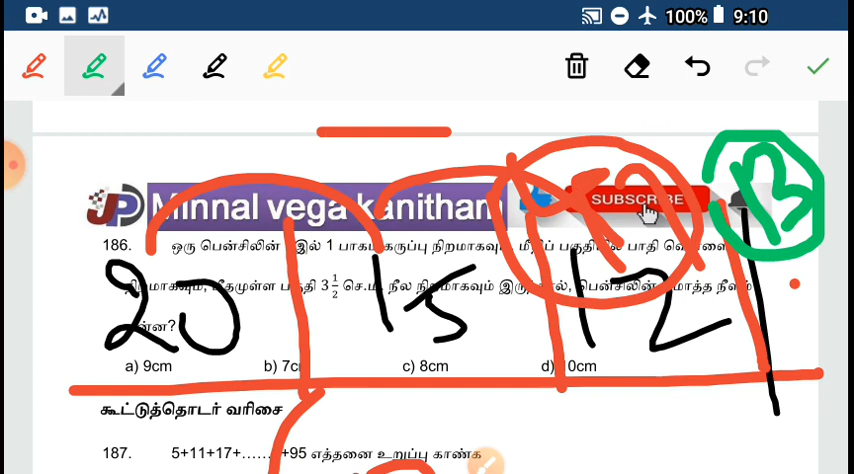 100% 9:10
Minnal vega kanitham SUBSCRIBE B
186. ஒரு பென்சிலின் இல் 1 பாகம் கருப்பு நிறமாகவும், மீதிப் பகுதியில் பாதி
நிறமாகவும், மீதமுள்ள பகுதி 3 1/2 செ.மீ. நீல நிறமாகவும் இருந்தால், பென்சிலின் மொத்த நீளம்
20 15 12
a) 9cm b) 7cm c) 8cm d) 10cm
கூட்டுத்தொடர் வரிசை
187. 5+11+17+……+95 எத்தனை உறுப்பு காண்க